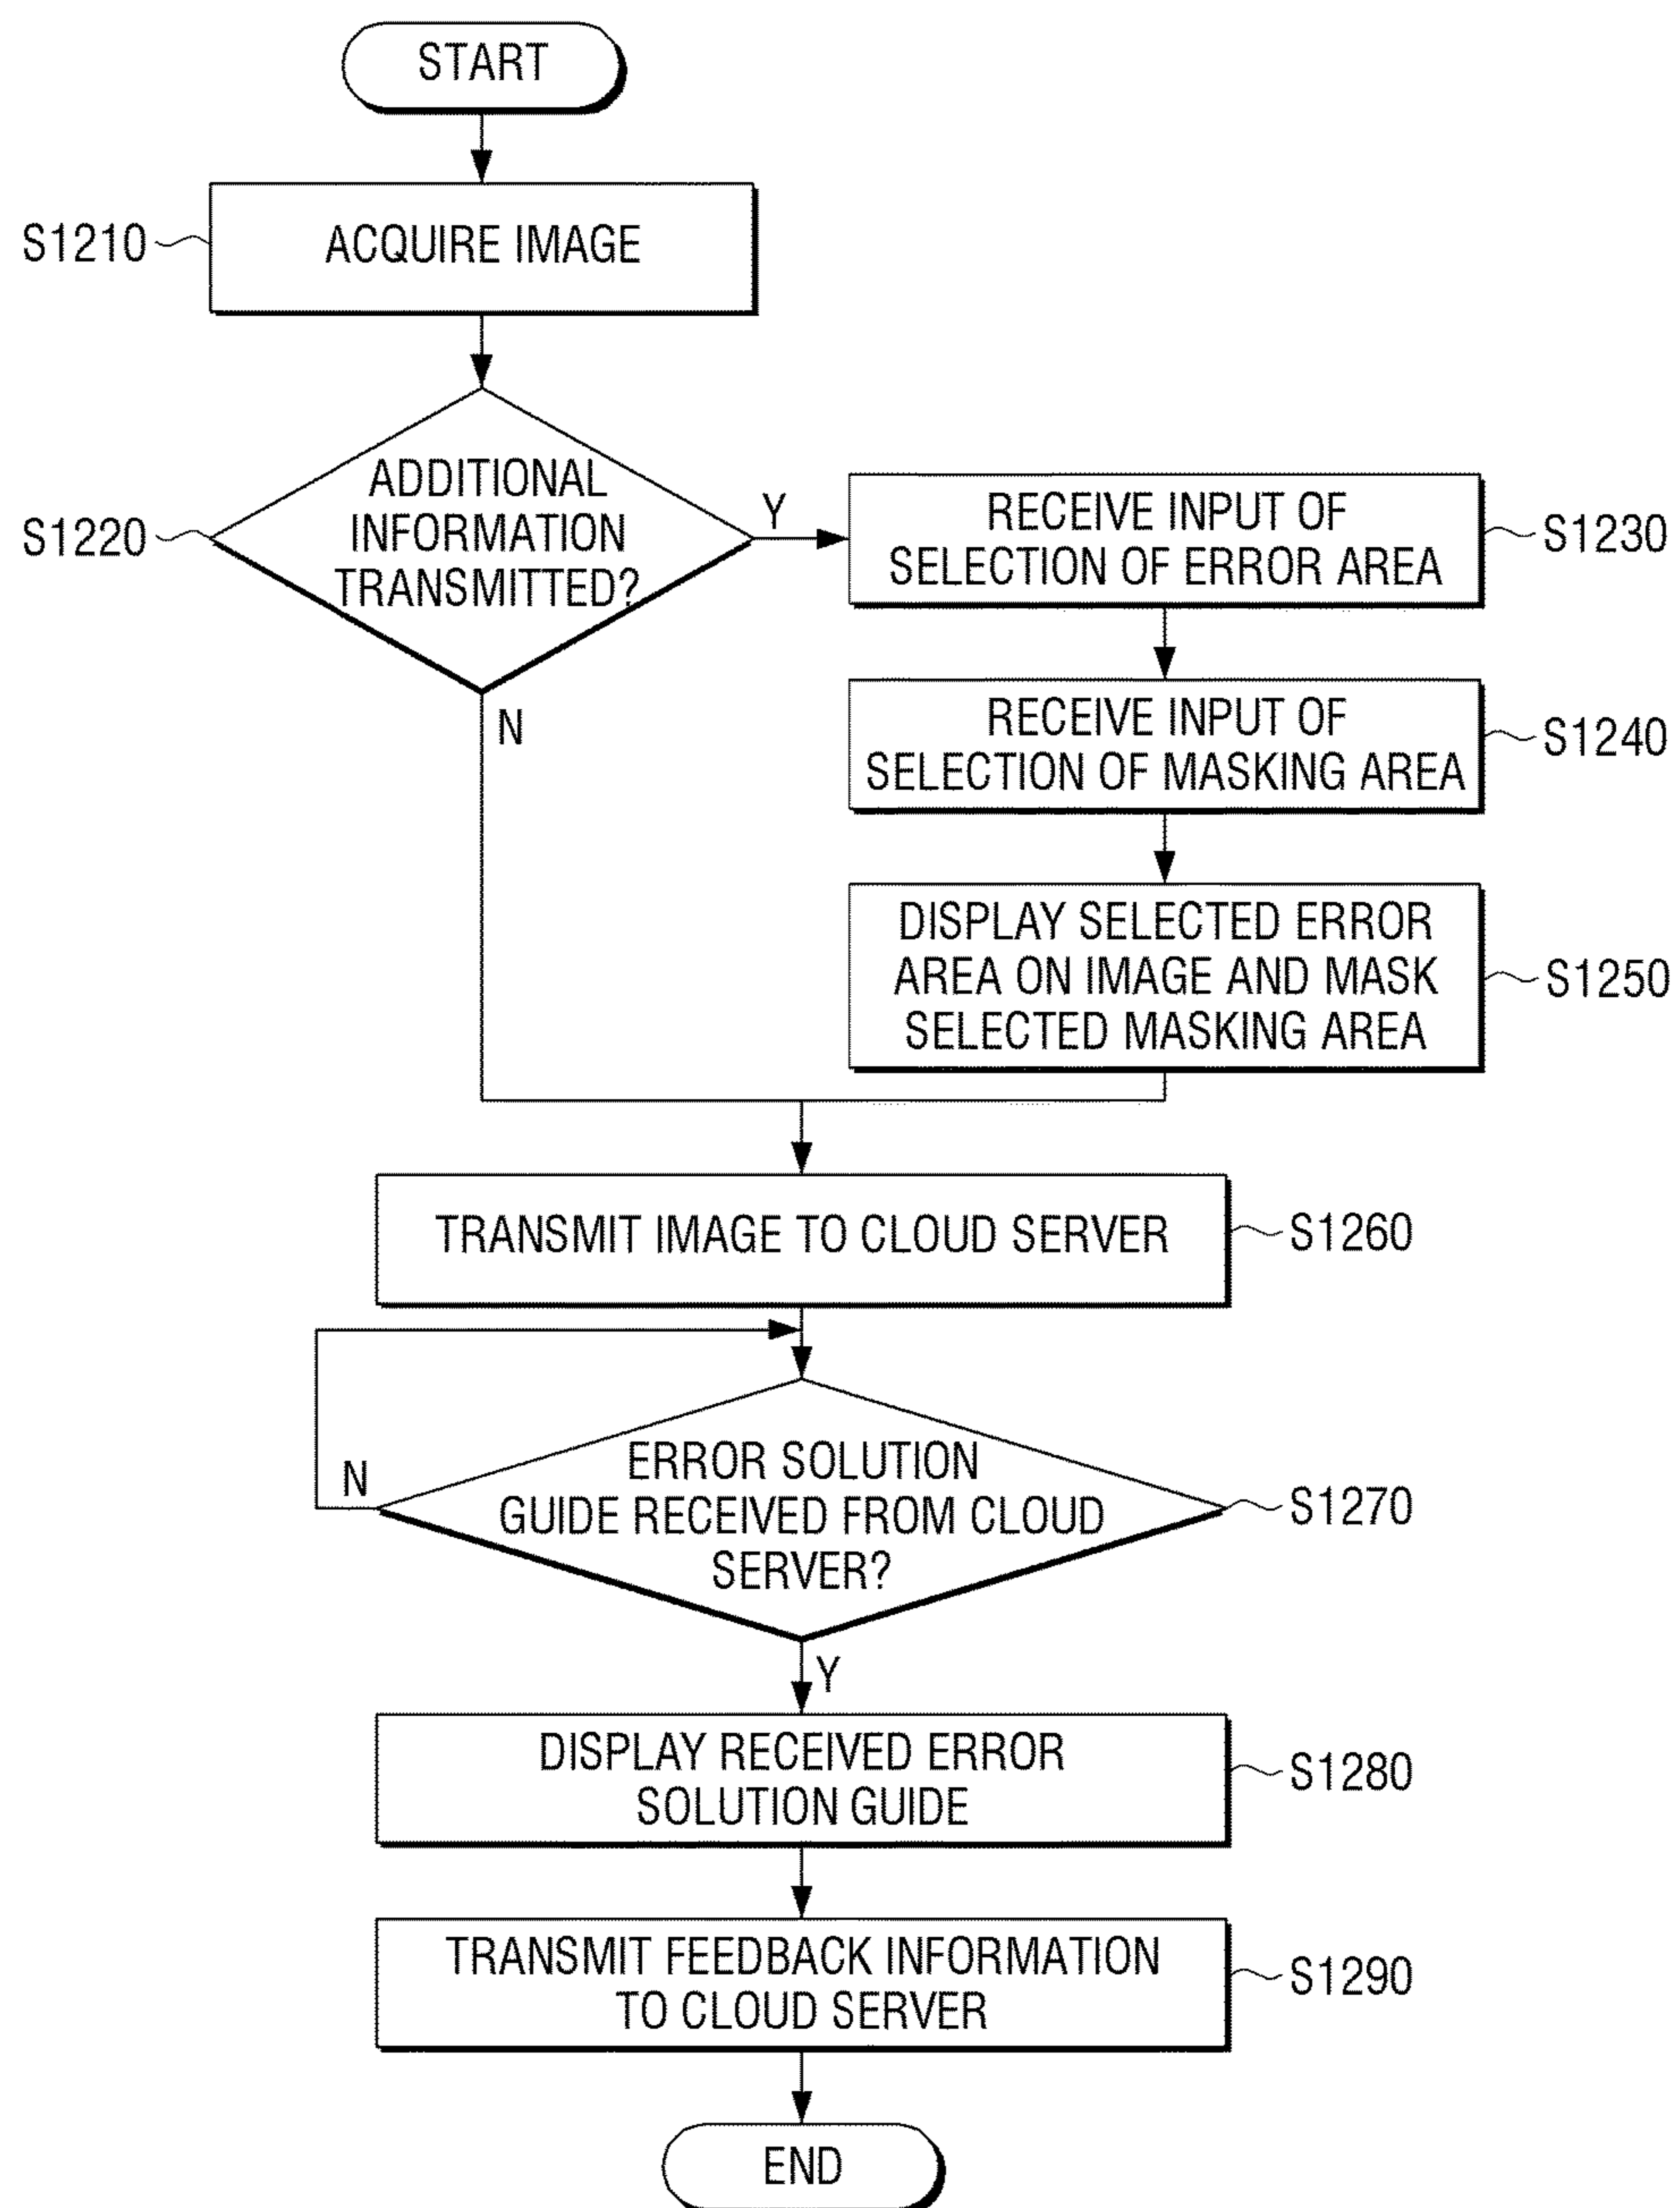 START
S1210
ACQUIRE IMAGE
S1220
ADDITIONAL
INFORMATION
TRANSMITTED?
Y
N
RECEIVE INPUT OF
SELECTION OF ERROR AREA
S1230
RECEIVE INPUT OF
SELECTION OF MASKING AREA
S1240
DISPLAY SELECTED ERROR
AREA ON IMAGE AND MASK
SELECTED MASKING AREA
S1250
TRANSMIT IMAGE TO CLOUD SERVER
S1260
N
ERROR SOLUTION
GUIDE RECEIVED FROM CLOUD
SERVER?
S1270
Y
DISPLAY RECEIVED ERROR
SOLUTION GUIDE
S1280
TRANSMIT FEEDBACK INFORMATION
TO CLOUD SERVER
S1290
END